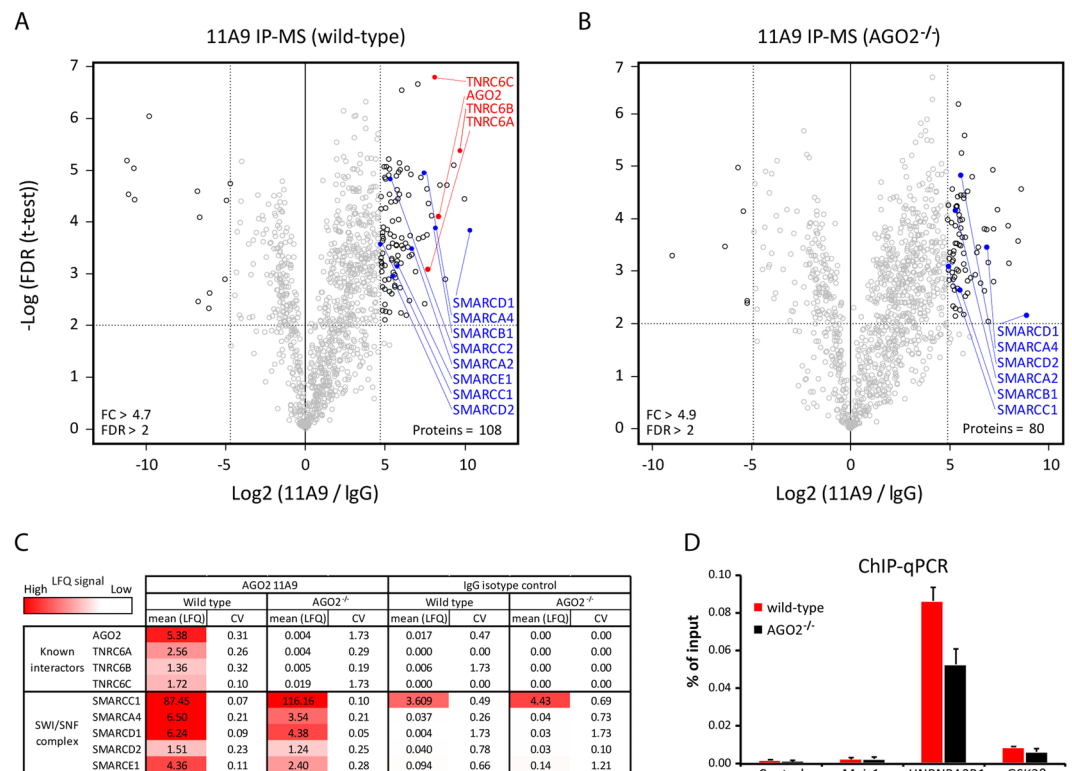 A
11A9 IP-MS (wild-type)
-Log (FDR (t-test))
7
6
5
4
3
2
1
0
TNRC6C
AGO2
TNRC6B
TNRC6A
SMARCD1
SMARCA4
SMARCB1
SMARCC2
SMARCA2
SMARCE1
SMARCC1
SMARCD2
FC > 4.7
FDR > 2
Proteins = 108
-10 -5 0 5 10
Log2 (11A9 / IgG)
B
11A9 IP-MS (AGO2-/-)
7
6
5
4
3
2
1
0
SMARCD1
SMARCA4
SMARCD2
SMARCA2
SMARCB1
SMARCC1
FC > 4.9
FDR > 2
Proteins = 80
-10 -5 0 5 10
Log2 (11A9 / IgG)
C
LFQ signal
High Low
AGO2 11A9 IgG isotype control
Wild type AGO2-/- Wild type AGO2-/-
mean (LFQ) CV mean (LFQ) CV mean (LFQ) CV mean (LFQ) CV
Known interactors
AGO2 5.38 0.31 0.004 1.73 0.017 0.47 0.00 0.00
TNRC6A 2.56 0.26 0.004 0.29 0.000 0.00 0.00 0.00
TNRC6B 1.36 0.32 0.005 0.19 0.006 1.73 0.00 0.00
TNRC6C 1.72 0.10 0.019 1.73 0.000 0.00 0.00 0.00
SWI/SNF complex
SMARCC1 87.45 0.07 116.16 0.10 3.609 0.49 4.43 0.69
SMARCA4 6.50 0.21 3.54 0.21 0.037 0.26 0.04 0.73
SMARCD1 6.24 0.09 4.38 0.05 0.004 1.73 0.03 1.73
SMARCD2 1.51 0.23 1.24 0.25 0.040 0.78 0.03 0.10
SMARCE1 4.36 0.11 2.40 0.28 0.094 0.66 0.14 1.21
D
ChIP-qPCR
% of input
0.10
0.08
0.06
0.04
0.02
0.00
wild-type
AGO2-/-